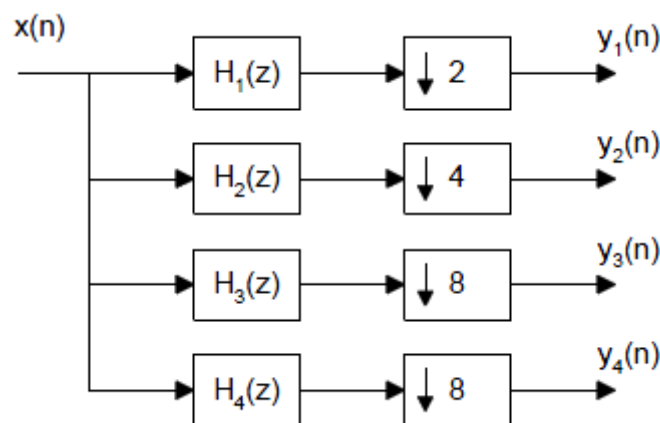 x(n)
H₁(z) ↓ 2 y₁(n)
H₂(z) ↓ 4 y₂(n)
H₃(z) ↓ 8 y₃(n)
H₄(z) ↓ 8 y₄(n)